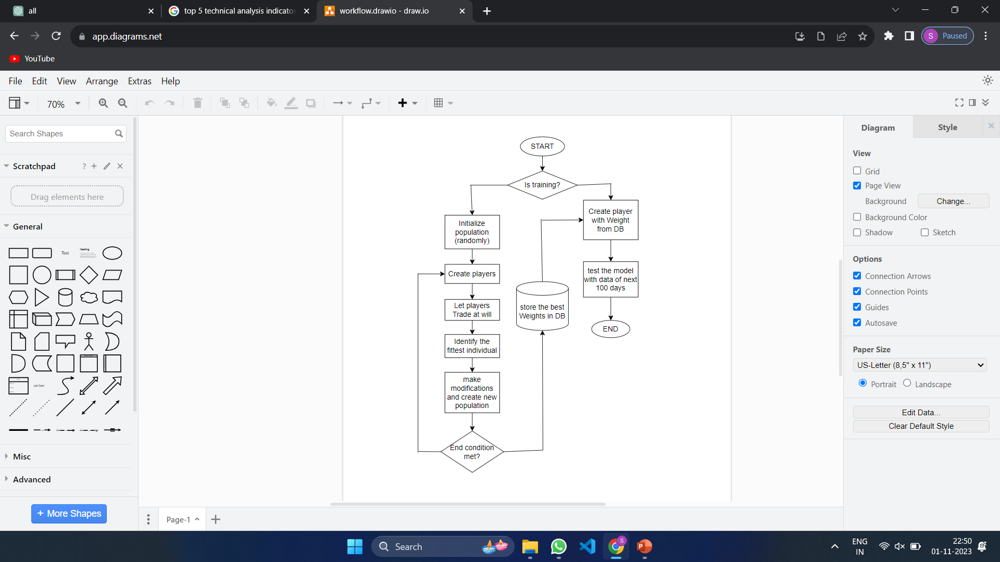 all
top 5 technical analysis indicato
workflow.drawio - draw.io
app.diagrams.net
S
Paused
YouTube
File
Edit
View
Arrange
Extras
Help
70%
Search Shapes
Scratchpad
?
Drag elements here
General
Text
Heading
List Item
Misc
Advanced
+ More Shapes
START
Is training?
Initialize
population
(randomly)
Create player
with Weight
from DB
Create players
test the model
with data of next
100 days
Let players
Trade at will
store the best
Weights in DB
END
Identify the
fittest individual
make
modifications
and create new
population
End condition
met?
Page-1
Diagram
Style
View
Grid
Page View
Background
Change...
Background Color
Shadow
Sketch
Options
Connection Arrows
Connection Points
Guides
Autosave
Paper Size
US-Letter (8,5" x 11")
Portrait
Landscape
Edit Data...
Clear Default Style
Search
S
P
ENG
IN
22:50
01-11-2023